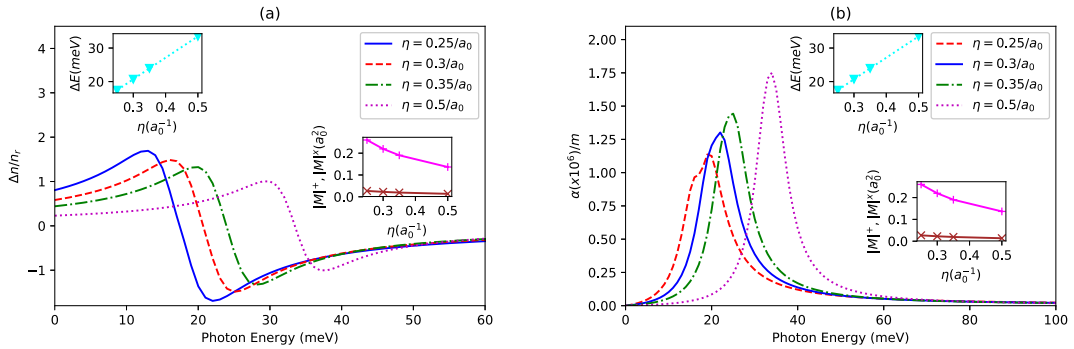 (a)
Δn/n_r
4
3
2
1
0
−1
0
10
20
30
40
50
60
Photon Energy (meV)
η = 0.25/a₀
η = 0.3/a₀
η = 0.35/a₀
η = 0.5/a₀
ΔE(meV)
30
20
0.3
0.4
0.5
η(a₀⁻¹)
|M|⁺, |M|ˣ(a₀²)
0.2
0.0
0.3
0.4
0.5
η(a₀⁻¹)
(b)
α(x10⁶)/m
2.00
1.75
1.50
1.25
1.00
0.75
0.50
0.25
0.00
0
20
40
60
80
100
Photon Energy (meV)
η = 0.25/a₀
η = 0.3/a₀
η = 0.35/a₀
η = 0.5/a₀
ΔE(meV)
30
20
0.3
0.4
0.5
η(a₀⁻¹)
|M|⁺, |M|ˣ(a₀²)
0.2
0.0
0.3
0.4
0.5
η(a₀⁻¹)